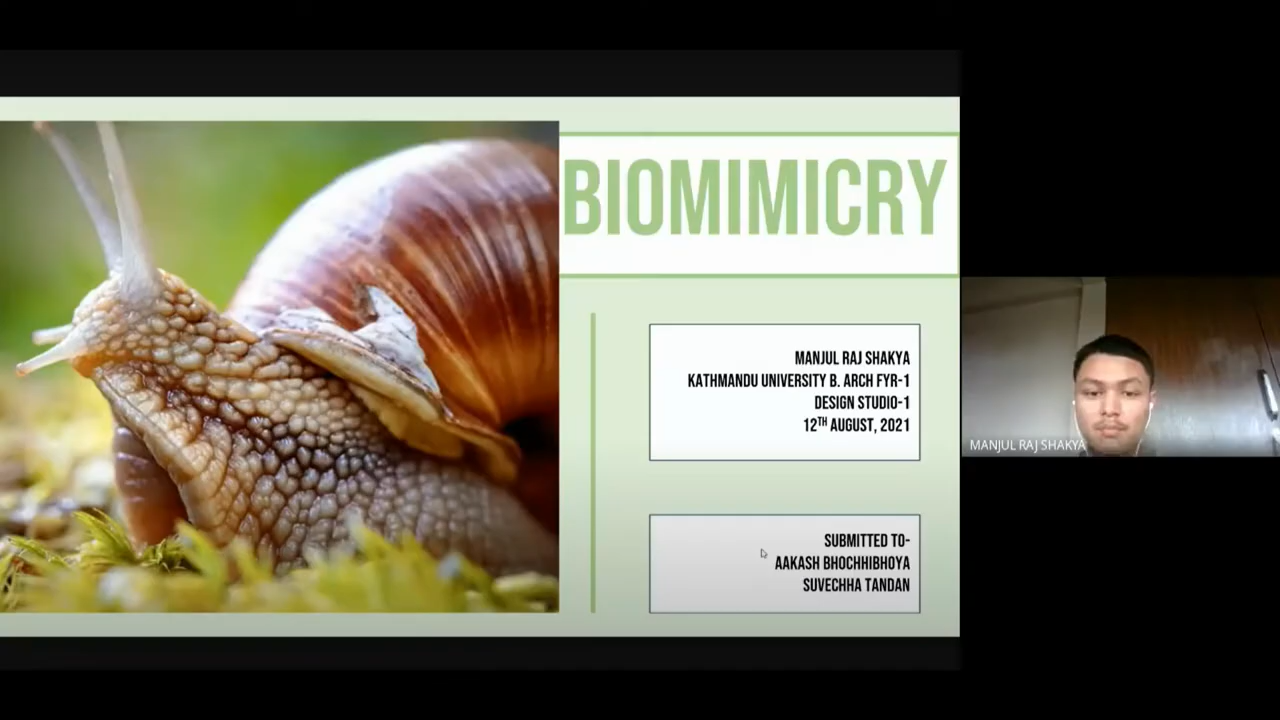 BIOMIMICRY
MANJUL RAJ SHAKYA
KATHMANDU UNIVERSITY B. ARCH FYR-1
DESIGN STUDIO-1
12TH AUGUST, 2021
SUBMITTED TO-
AAKASH BHOCHHIBHOYA
SUVECHHA TANDAN
MANJUL RAJ SHAKYA